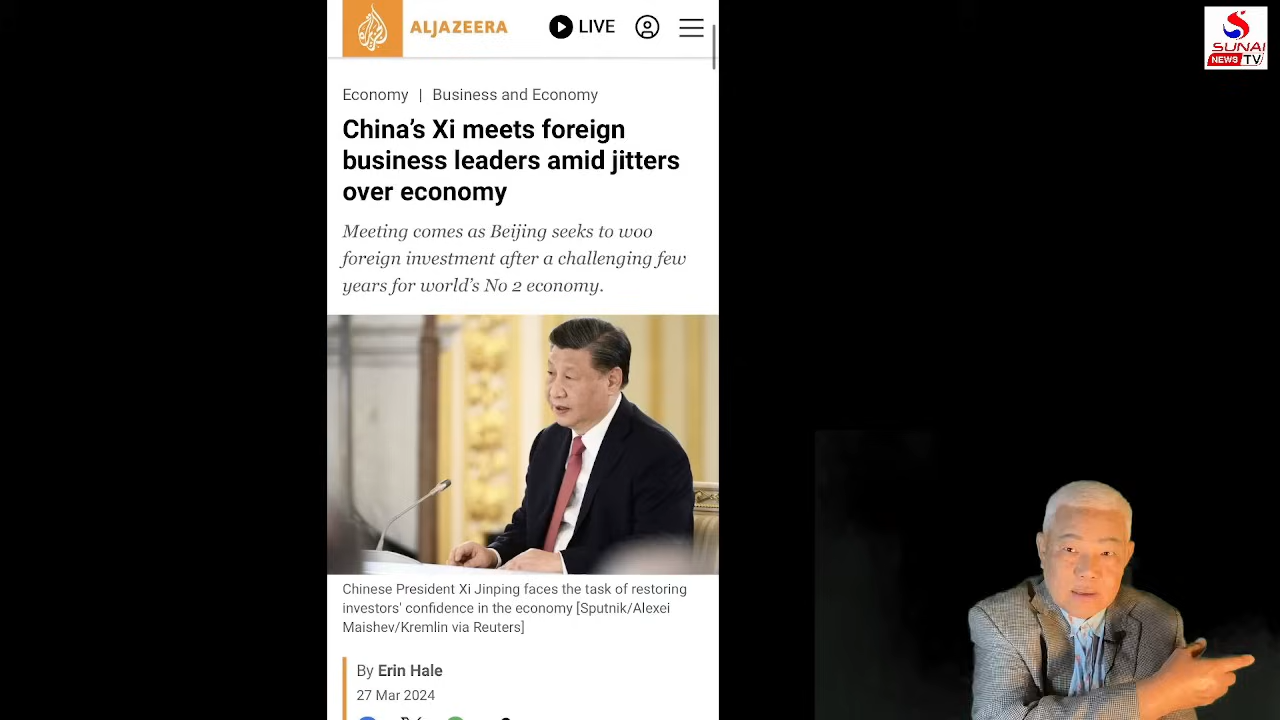 ALJAZEERA
LIVE
SUNAI
NEWS TV
Economy | Business and Economy
China’s Xi meets foreign
business leaders amid jitters
over economy
Meeting comes as Beijing seeks to woo
foreign investment after a challenging few
years for world’s No 2 economy.
Chinese President Xi Jinping faces the task of restoring
investors' confidence in the economy [Sputnik/Alexei
Maishev/Kremlin via Reuters]
By Erin Hale
27 Mar 2024